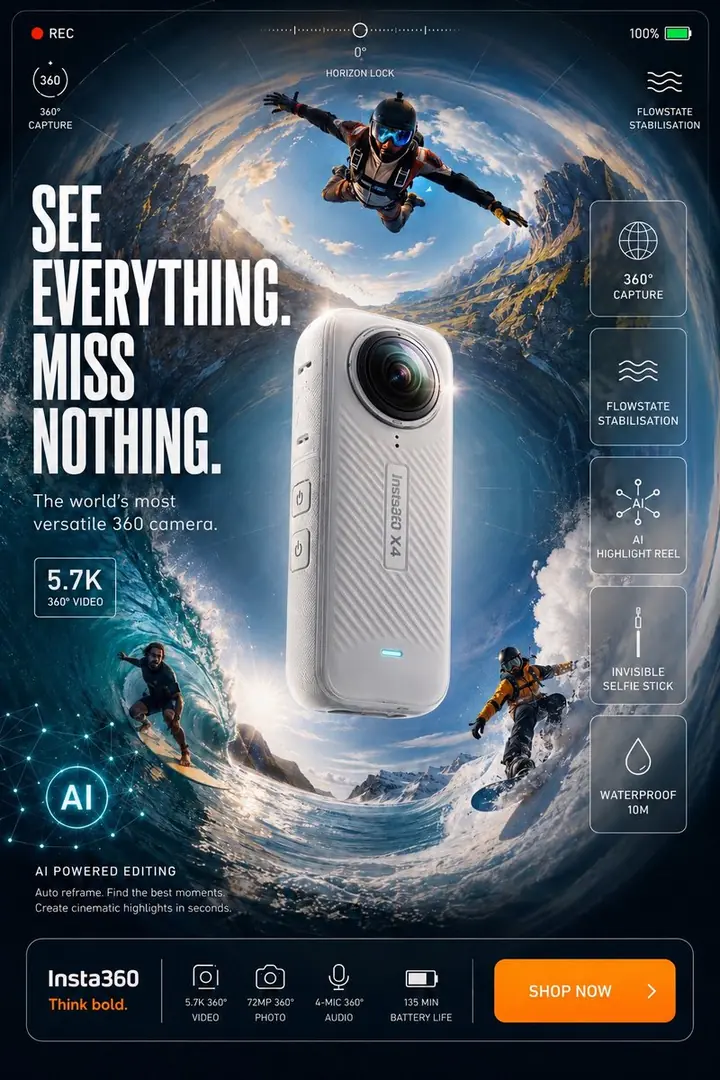 REC
0°
HORIZON LOCK
100%
360
360°
CAPTURE
FLOWSTATE
STABILISATION
SEE
EVERYTHING.
MISS
NOTHING.
The world's most
versatile 360 camera.
5.7K
360° VIDEO
Insta360 X4
360°
CAPTURE
FLOWSTATE
STABILISATION
AI
AI
HIGHLIGHT REEL
INVISIBLE
SELFIE STICK
WATERPROOF
10M
AI
AI POWERED EDITING
Auto reframe. Find the best moments.
Create cinematic highlights in seconds.
Insta360
Think bold.
5.7K 360°
VIDEO
72MP 360°
PHOTO
4-MIC 360°
AUDIO
135 MIN
BATTERY LIFE
SHOP NOW